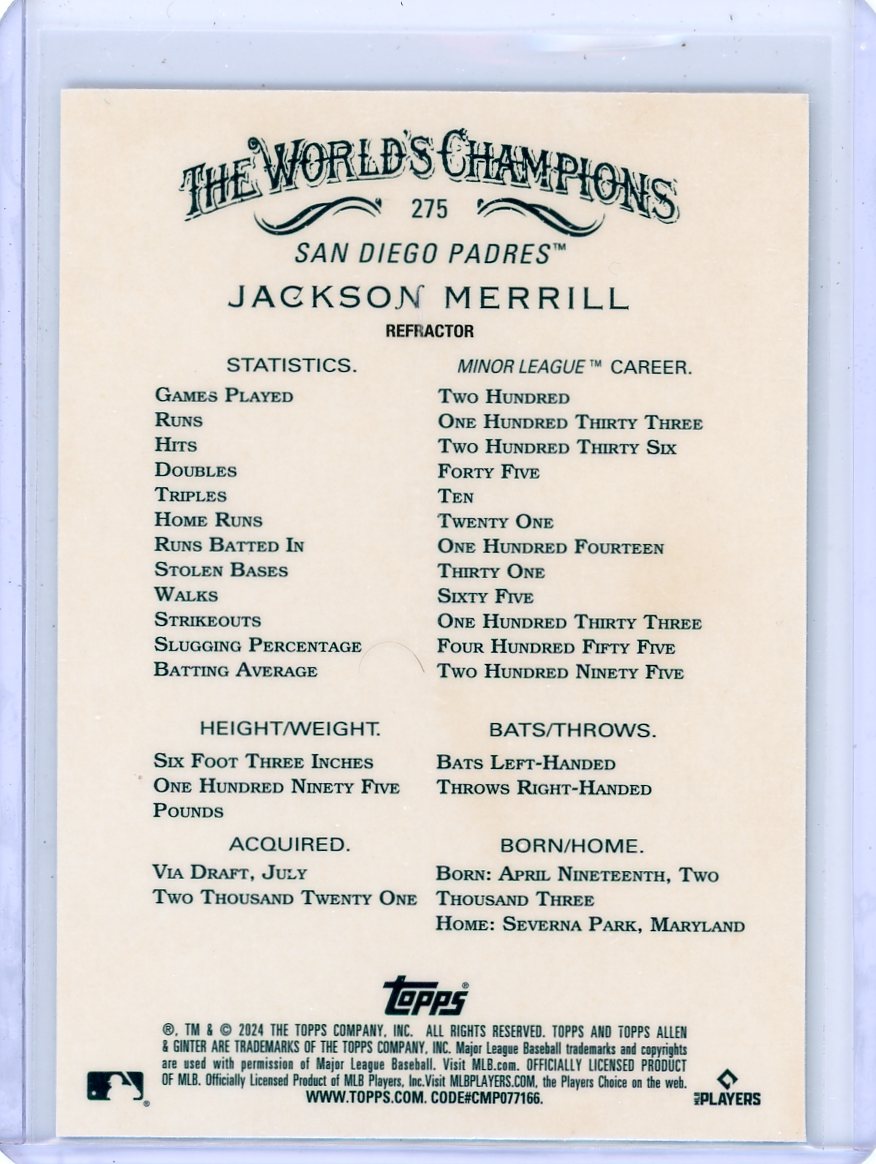 THE WORLD'S CHAMPIONS
275
SAN DIEGO PADRES™
JACKSON MERRILL
REFRACTOR
STATISTICS. MINOR LEAGUE™ CAREER.
GAMES PLAYED TWO HUNDRED
RUNS ONE HUNDRED THIRTY THREE
HITS TWO HUNDRED THIRTY SIX
DOUBLES FORTY FIVE
TRIPLES TEN
HOME RUNS TWENTY ONE
RUNS BATTED IN ONE HUNDRED FOURTEEN
STOLEN BASES THIRTY ONE
WALKS SIXTY FIVE
STRIKEOUTS ONE HUNDRED THIRTY THREE
SLUGGING PERCENTAGE FOUR HUNDRED FIFTY FIVE
BATTING AVERAGE TWO HUNDRED NINETY FIVE
HEIGHT/WEIGHT.
SIX FOOT THREE INCHES
ONE HUNDRED NINETY FIVE
POUNDS
BATS/THROWS.
BATS LEFT-HANDED
THROWS RIGHT-HANDED
ACQUIRED.
VIA DRAFT, JULY
TWO THOUSAND TWENTY ONE
BORN/HOME.
BORN: APRIL NINETEENTH, TWO
THOUSAND THREE
HOME: SEVERNA PARK, MARYLAND
TOPPS®
®, TM & © 2024 THE TOPPS COMPANY, INC. ALL RIGHTS RESERVED. TOPPS AND TOPPS ALLEN
& GINTER ARE TRADEMARKS OF THE TOPPS COMPANY, INC. Major League Baseball trademarks and copyrights
are used with permission of Major League Baseball. Visit MLB.com. OFFICIALLY LICENSED PRODUCT
OF MLB. Officially Licensed Product of MLB Players, Inc.Visit MLBPLAYERS.COM, the Players Choice on the web.
WWW.TOPPS.COM. CODE#CMP077166.
MLB PLAYERS